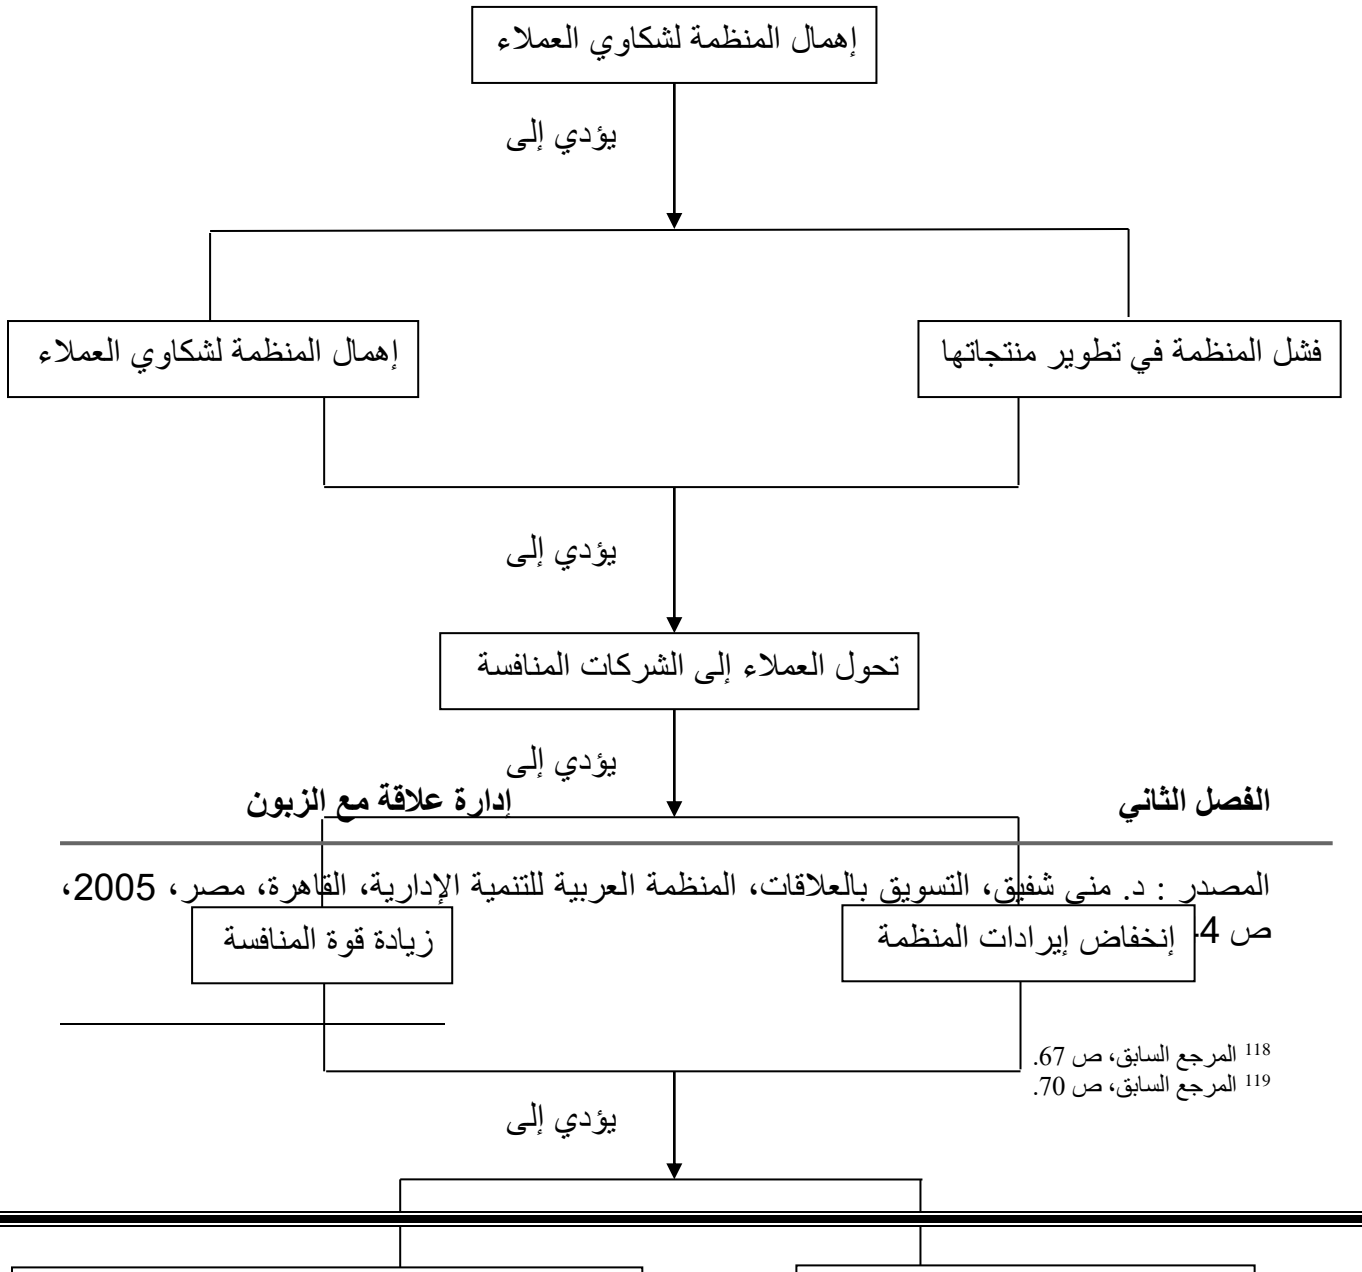 إهمال المنظمة لشكاوي العملاء
يؤدي إلى
فشل المنظمة في تطوير منتجاتها
إهمال المنظمة لشكاوي العملاء
يؤدي إلى
تحول العملاء إلى الشركات المنافسة
يؤدي إلى
الفصل الثاني إدارة علاقة مع الزبون
المصدر : د. منى شفيق، التسويق بالعلاقات، المنظمة العربية للتنمية الإدارية، القاهرة، مصر، 2005،
ص
إنخفاض إيرادات المنظمة
زيادة قوة المنافسة
118 المرجع السابق، ص 67.
119 المرجع السابق، ص 70.
يؤدي إلى